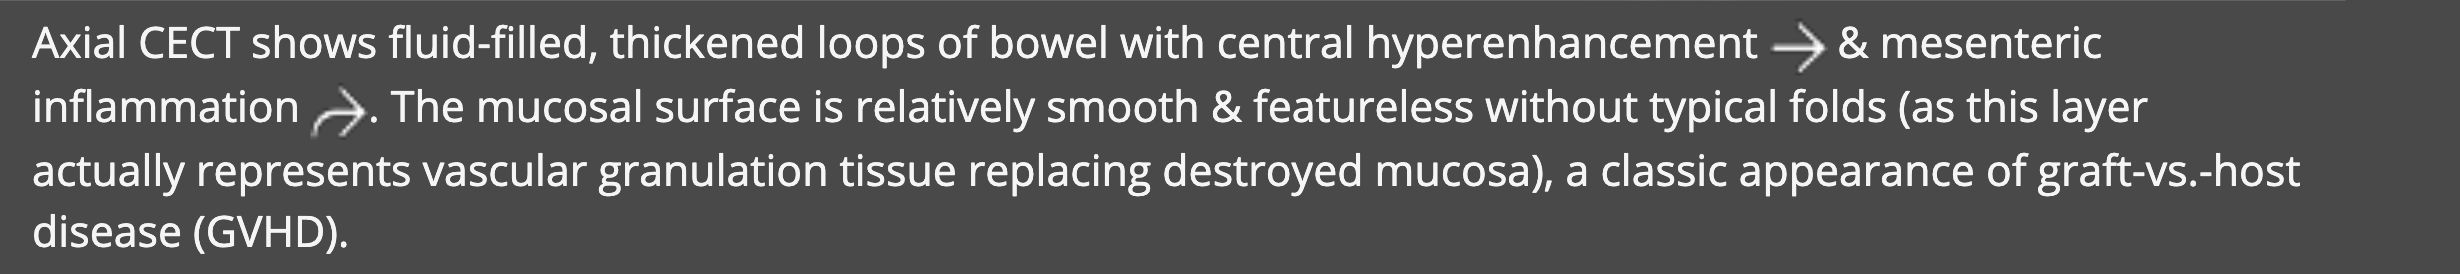 Axial CECT shows fluid-filled, thickened loops of bowel with central hyperenhancement → & mesenteric
inflammation ↷. The mucosal surface is relatively smooth & featureless without typical folds (as this layer
actually represents vascular granulation tissue replacing destroyed mucosa), a classic appearance of graft-vs.-host
disease (GVHD).